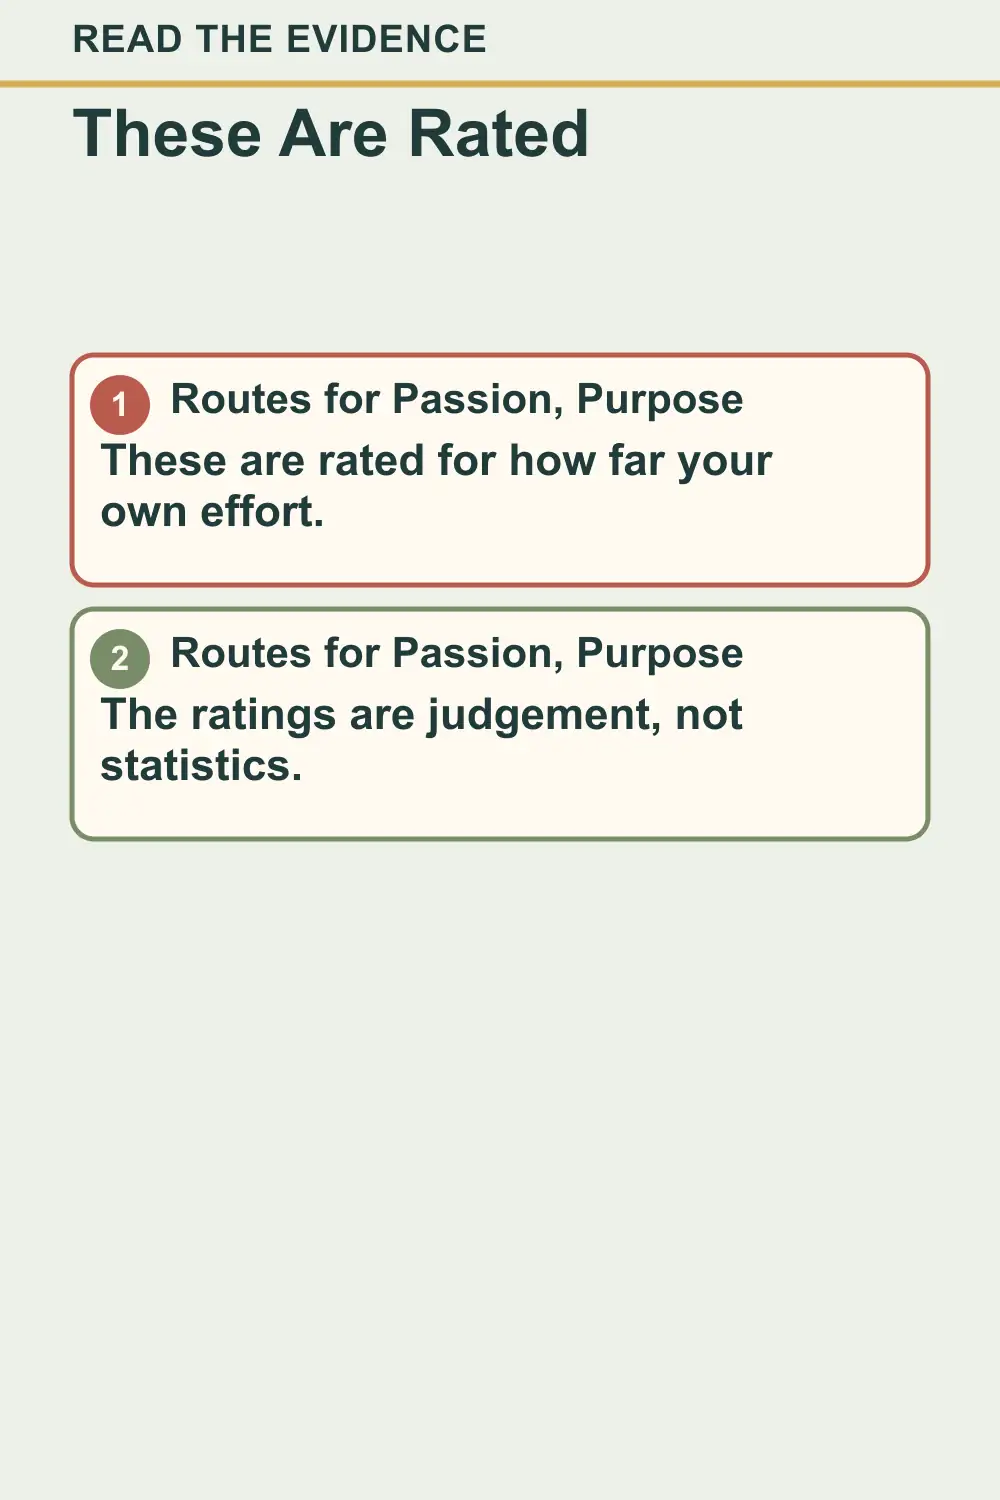 READ THE EVIDENCE
These Are Rated
1 Routes for Passion, Purpose
These are rated for how far your
own effort.
2 Routes for Passion, Purpose
The ratings are judgement, not
statistics.